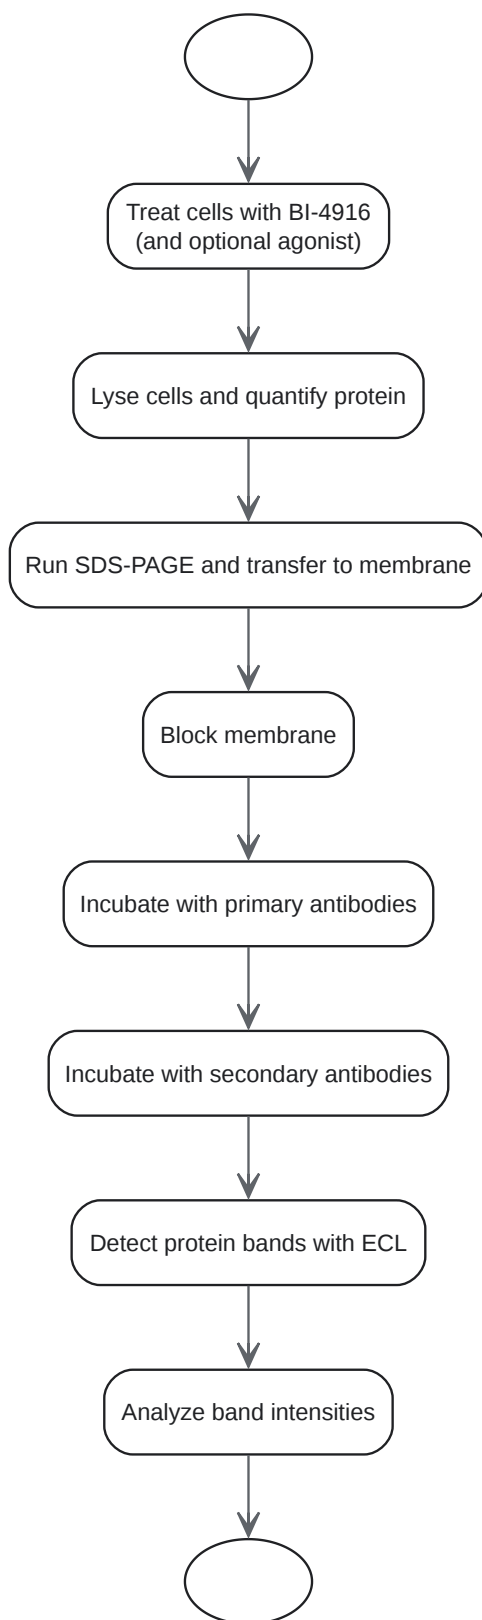 Treat cells with BI-4916
(and optional agonist)
Lyse cells and quantify protein
Run SDS-PAGE and transfer to membrane
Block membrane
Incubate with primary antibodies
Incubate with secondary antibodies
Detect protein bands with ECL
Analyze band intensities